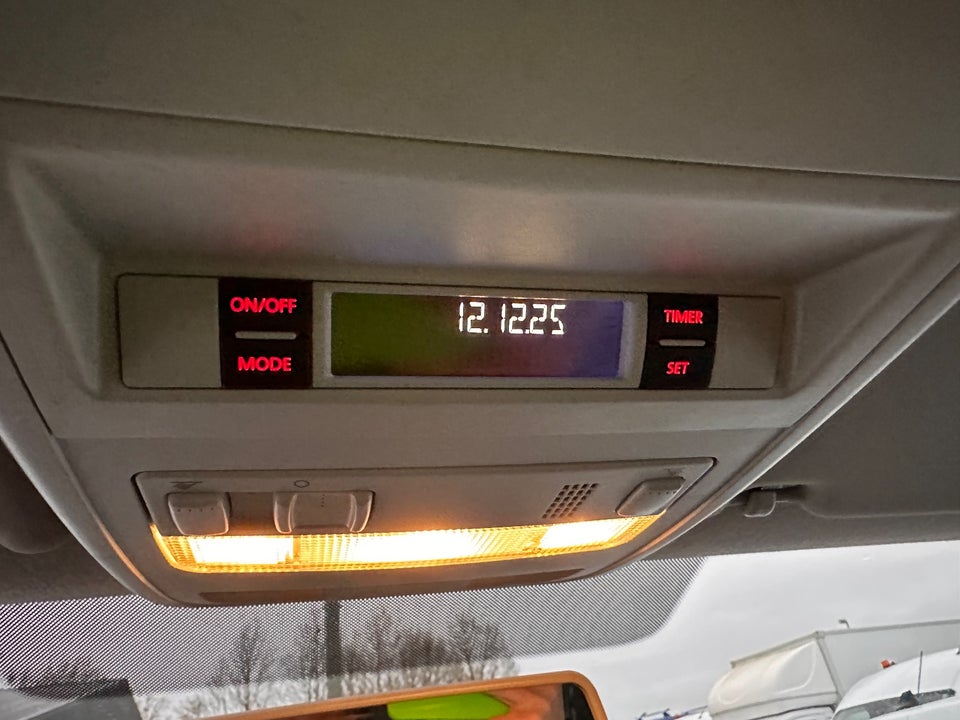 ON/OFF
MODE
12.12.25
TIMER
SET